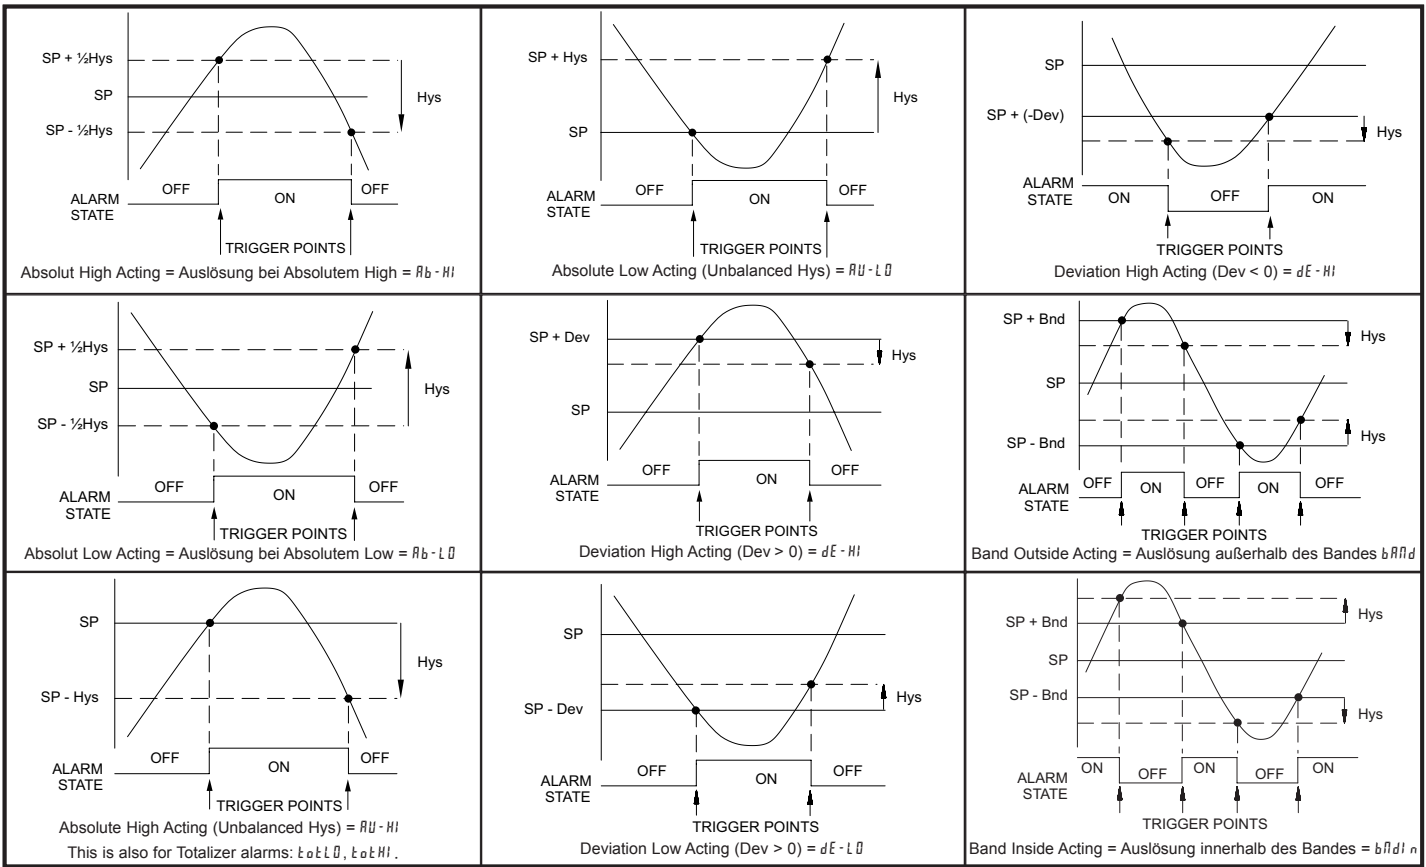 SP + ½Hys
SP
SP - ½Hys
Hys
ALARM STATE
OFF
ON
OFF
TRIGGER POINTS
Absolut High Acting = Auslösung bei Absolutem High = Ab-HI
SP + Hys
SP
Hys
ALARM STATE
OFF
ON
OFF
TRIGGER POINTS
Absolute Low Acting (Unbalanced Hys) = AU-LO
SP
SP + (-Dev)
Hys
ALARM STATE
ON
OFF
ON
TRIGGER POINTS
Deviation High Acting (Dev < 0) = dE-HI
SP + ½Hys
SP
SP - ½Hys
Hys
ALARM STATE
OFF
ON
OFF
TRIGGER POINTS
Absolut Low Acting = Auslösung bei Absolutem Low = Ab-LO
SP + Dev
SP
Hys
ALARM STATE
OFF
ON
OFF
TRIGGER POINTS
Deviation High Acting (Dev > 0) = dE-HI
SP + Bnd
Hys
SP
SP - Bnd
Hys
ALARM STATE
OFF
ON
OFF
ON
OFF
TRIGGER POINTS
Band Outside Acting = Auslösung außerhalb des Bandes bANd
SP
SP - Hys
Hys
ALARM STATE
OFF
ON
OFF
TRIGGER POINTS
Absolute High Acting (Unbalanced Hys) = AU-HI
This is also for Totalizer alarms: totLO, totHI.
SP
SP - Dev
Hys
ALARM STATE
OFF
ON
OFF
TRIGGER POINTS
Deviation Low Acting (Dev > 0) = dE-LO
SP + Bnd
Hys
SP
SP - Bnd
Hys
ALARM STATE
ON
OFF
ON
OFF
ON
TRIGGER POINTS
Band Inside Acting = Auslösung innerhalb des Bandes = bNdIn